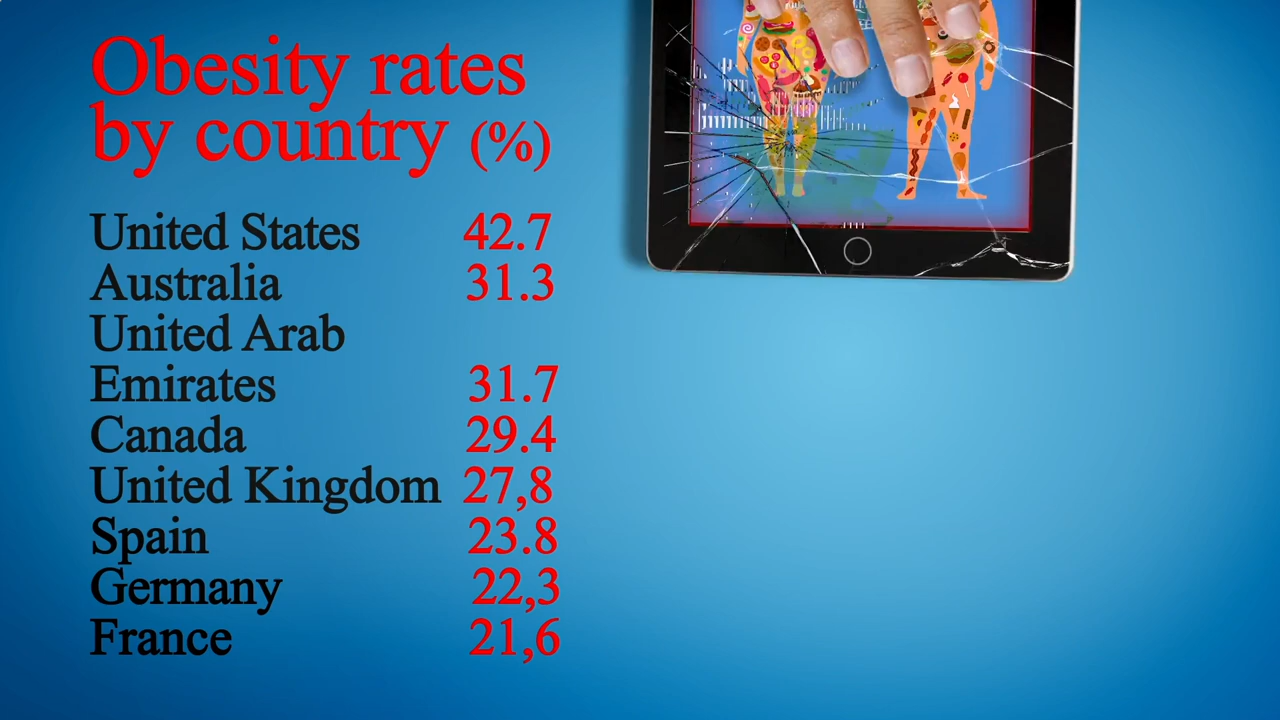 Obesity rates
by country (%)
United States 42.7
Australia 31.3
United Arab
Emirates 31.7
Canada 29.4
United Kingdom 27,8
Spain 23.8
Germany 22,3
France 21,6